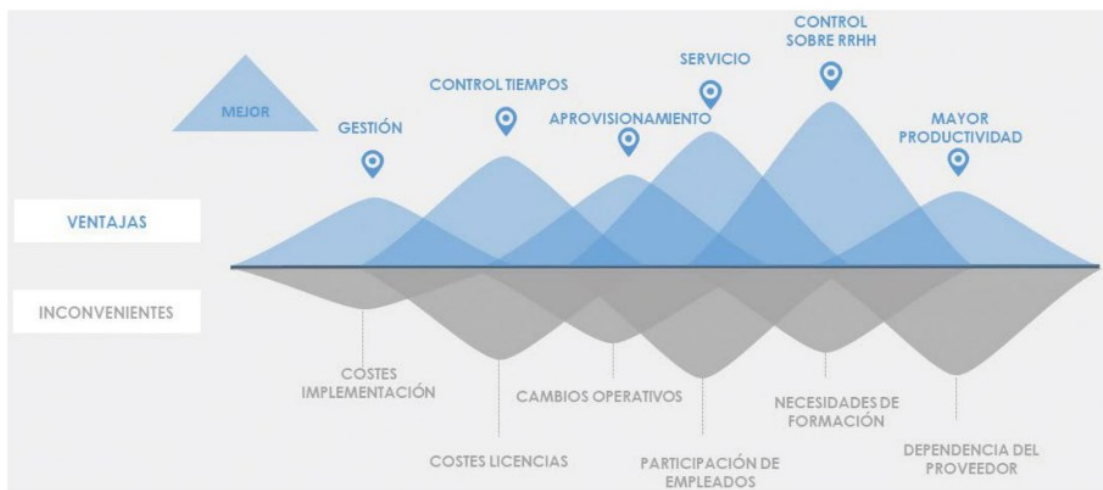 CONTROL
SOBRE RRHH
SERVICIO
CONTROL TIEMPOS
MEJOR
APROVISIONAMIENTO
GESTIÓN
MAYOR
PRODUCTIVIDAD
VENTAJAS
INCONVENIENTES
COSTES
IMPLEMENTACIÓN
CAMBIOS OPERATIVOS
NECESIDADES DE
FORMACIÓN
COSTES LICENCIAS
PARTICIPACIÓN DE
EMPLEADOS
DEPENDENCIA DEL
PROVEEDOR